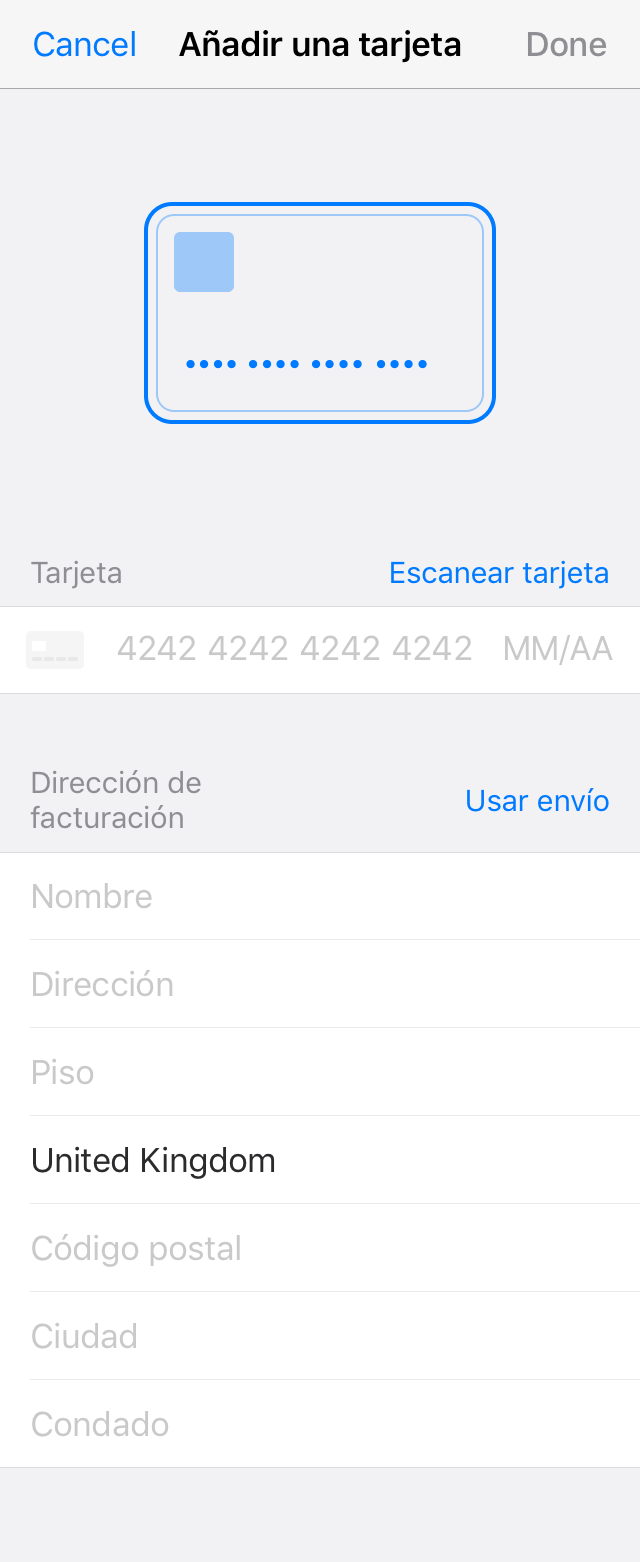 Cancel Añadir una tarjeta Done
Tarjeta Escanear tarjeta
4242 4242 4242 4242 MM/AA
Dirección de
facturación
Usar envío
Nombre
Dirección
Piso
United Kingdom
Código postal
Ciudad
Condado